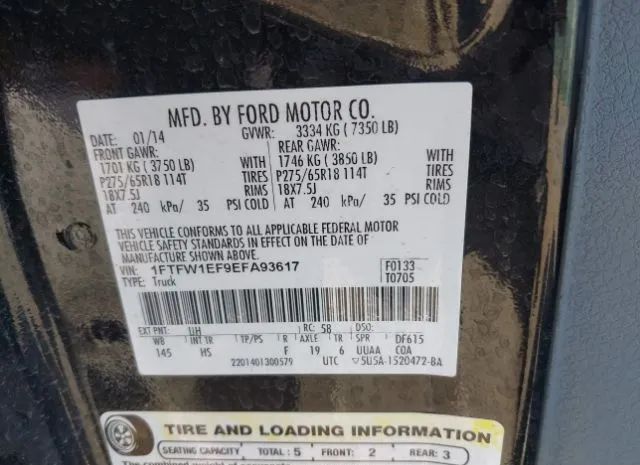 MFD. BY FORD MOTOR CO.
DATE: 01/14 GVWR: 3334 KG ( 7350 LB)
FRONT GAWR: REAR GAWR:
1701 KG ( 3750 LB) WITH 1746 KG ( 3850 LB) WITH
P275/65R18 114T TIRES P275/65R18 114T TIRES
18X7.5J RIMS 18X7.5J RIMS
AT 240 kPa/ 35 PSI COLD AT 240 kPa/ 35 PSI COLD
THIS VEHICLE CONFORMS TO ALL APPLICABLE FEDERAL MOTOR
VEHICLE SAFETY STANDARDS IN EFFECT ON THE DATE OF
MANUFACTURE SHOWN ABOVE.
VIN: 1FTFW1EF9EFA93617 F0133
TYPE: Truck T0705
EXT PNT: UH RC: 58 DSO:
WB INT TR TP/PS R AXLE TR SPR DF615
145 HS F 19 6 UUAA COA
2201401300579 UTC 5U5A-1520472-BA
TIRE AND LOADING INFORMATION
SEATING CAPACITY TOTAL: 5 FRONT: 2 REAR: 3
The combined weight of